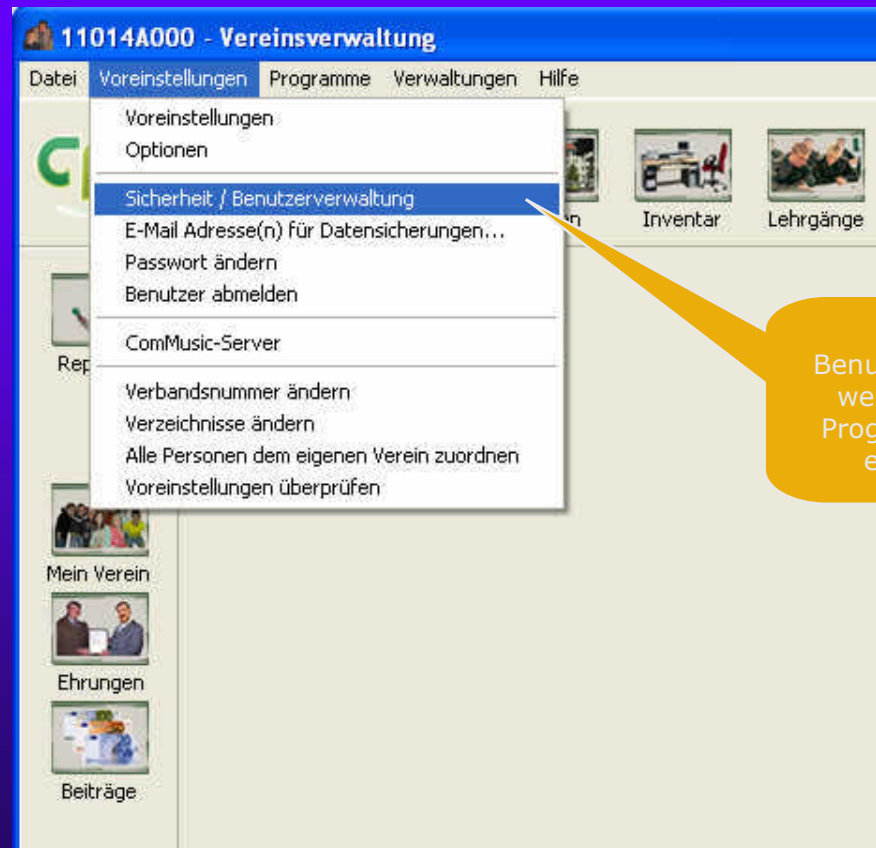 11014A000 - Vereinsverwaltung
Datei Voreinstellungen Programme Verwaltungen Hilfe
Voreinstellungen
Optionen
Sicherheit / Benutzerverwaltung
E-Mail Adresse(n) für Datensicherungen...
Passwort ändern
Benutzer abmelden
ComMusic-Server
Verbandsnummer ändern
Verzeichnisse ändern
Alle Personen dem eigenen Verein zuordnen
Voreinstellungen überprüfen
Inventar Lehrgänge
Mein Verein
Ehrungen
Beiträge